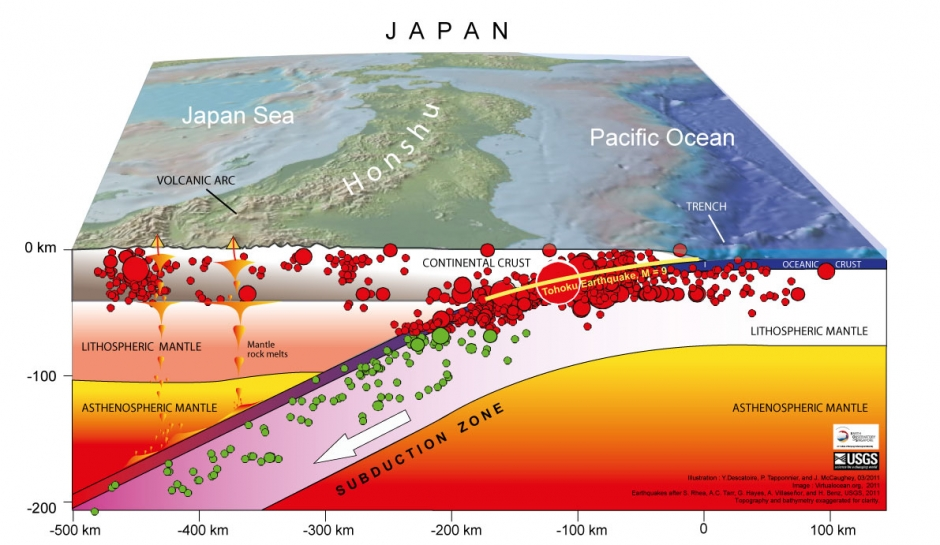 JAPAN
Japan Sea
Honshu
Pacific Ocean
VOLCANIC ARC
TRENCH
0 km
CONTINENTAL CRUST
OCEANIC CRUST
Tohoku Earthquake, M = 9
LITHOSPHERIC MANTLE
Mantle
rock melts
LITHOSPHERIC MANTLE
-100
ASTHENOSPHERIC MANTLE
ASTHENOSPHERIC MANTLE
SUBDUCTION ZONE
USGS
Illustration : Y.Descatoirs, P. Tapponnier, and J. McCaughey, 03/2011
Image : Virtualocean.org, 2011
Earthquakes after S. Rhea, A.C. Tarr, G. Hayes, A. Villaseñor, and H. Benz, USGS, 2011
Topography and bathymetry exaggerated for clarity.
-200
-500 km
-400 km
-300 km
-200 km
-100 km
0
100 km